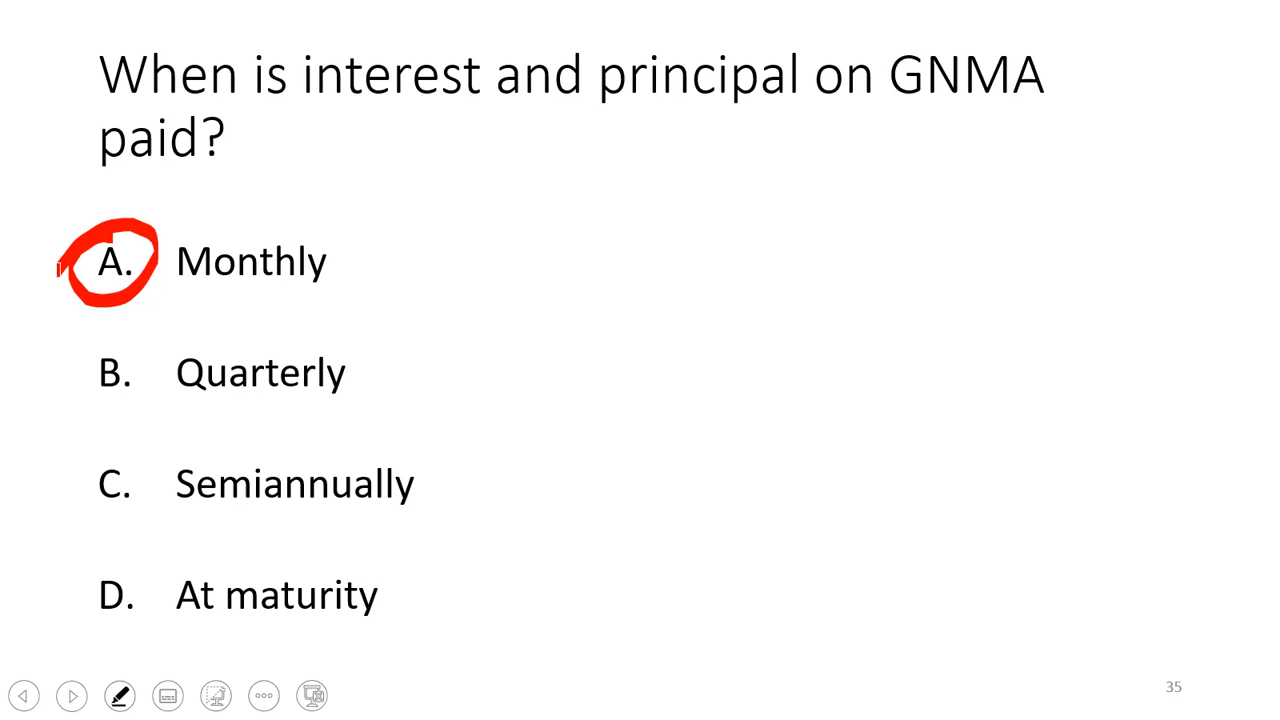 When is interest and principal on GNMA
paid?
A. Monthly
B. Quarterly
C. Semiannually
D. At maturity
35